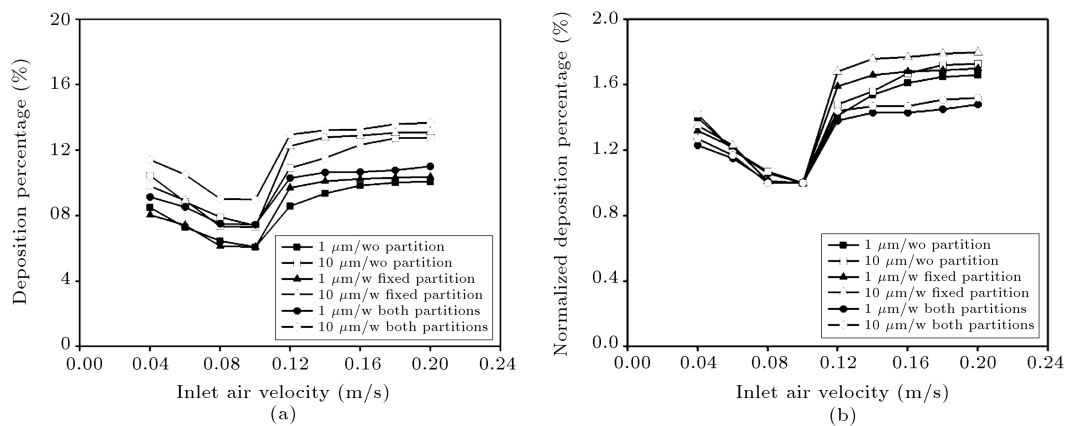 20
16
12
08
4
0
0.00 0.04 0.08 0.12 0.16 0.20 0.24
Deposition percentage (%)
Inlet air velocity (m/s)
(a)
1 μm/wo partition
10 μm/wo partition
1 μm/w fixed partition
10 μm/w fixed partition
1 μm/w both partitions
10 μm/w both partitions
2.0
1.6
1.2
0.8
0.4
0.0
0.00 0.04 0.08 0.12 0.16 0.20 0.24
Normalized deposition percentage (%)
Inlet air velocity (m/s)
(b)
1 μm/wo partition
10 μm/wo partition
1 μm/w fixed partition
10 μm/w fixed partition
1 μm/w both partitions
10 μm/w both partitions